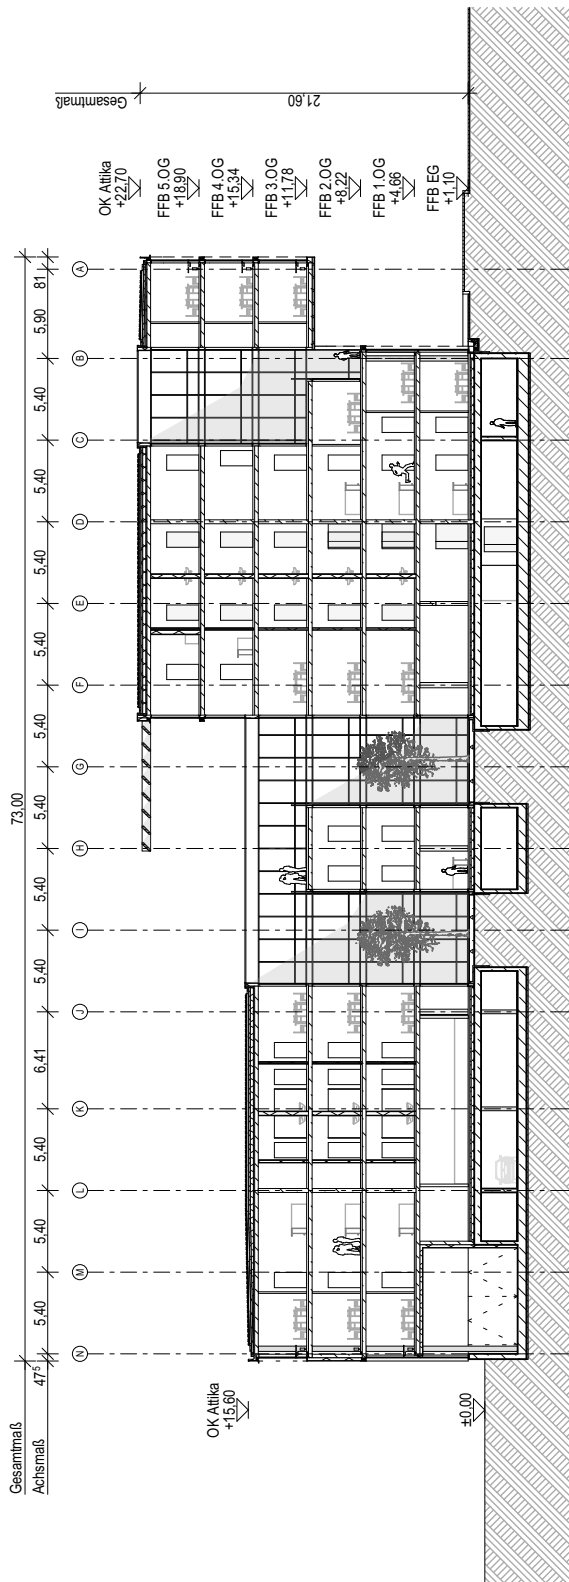 Gesamtmaß
73,00
Achsmaß
47⁵
5,40
5,40
5,40
6,41
5,40
5,40
5,40
5,40
5,40
5,40
5,40
5,40
5,90
81
N
M
L
K
J
I
H
G
F
E
D
C
B
A
OK Attika
+15,60
±0.00
OK Attika
+22,70
FFB 5.OG
+18,90
FFB 4.OG
+15,34
FFB 3.OG
+11,78
FFB 2.OG
+8,22
FFB 1.OG
+4,66
FFB EG
+1,10
Gesamtmaß
21,60